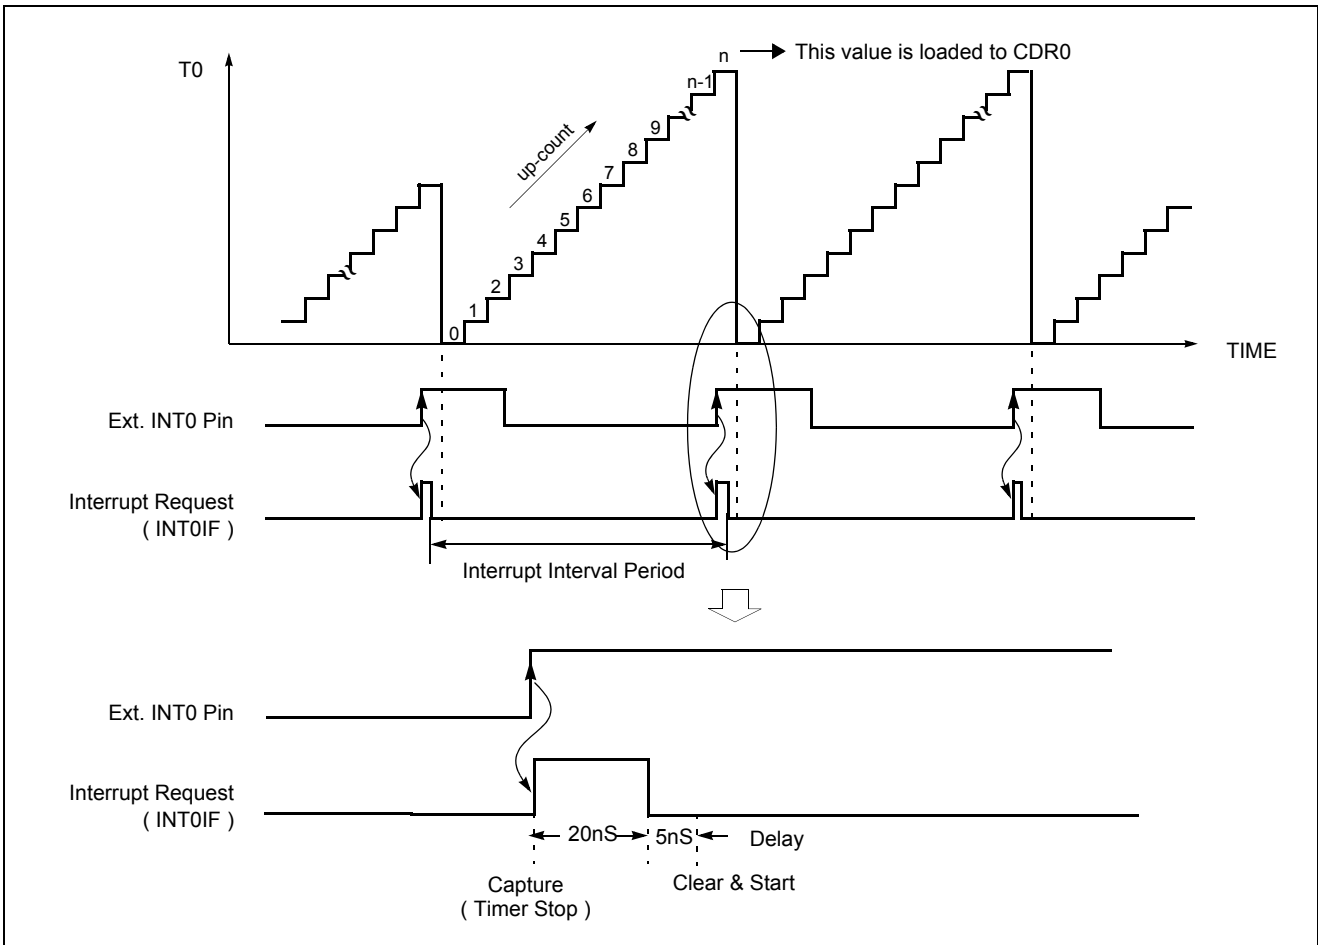 n
This value is loaded to CDR0
T0
n-1
9
up-count
8
7
6
5
4
3
2
1
0
TIME
Ext. INT0 Pin
Interrupt Request
( INT0IF )
Interrupt Interval Period
Ext. INT0 Pin
Interrupt Request
( INT0IF )
20nS
5nS
Delay
Capture
( Timer Stop )
Clear & Start